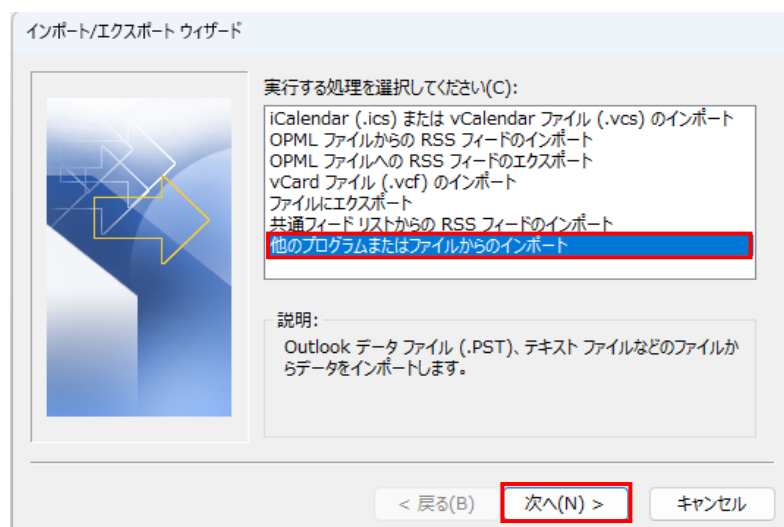 インポート/エクスポート ウィザード
実行する処理を選択してください(C):
iCalendar (.ics) または vCalendar ファイル (.vcs) のインポート
OPML ファイルからの RSS フィードのインポート
OPML ファイルへの RSS フィードのエクスポート
vCard ファイル (.vcf) のインポート
ファイルにエクスポート
共通フィード リストからの RSS フィードのインポート
他のプログラムまたはファイルからのインポート
説明:
Outlook データ ファイル (.PST)、テキスト ファイルなどのファイルか
らデータをインポートします。
< 戻る(B) 次へ(N) > キャンセル